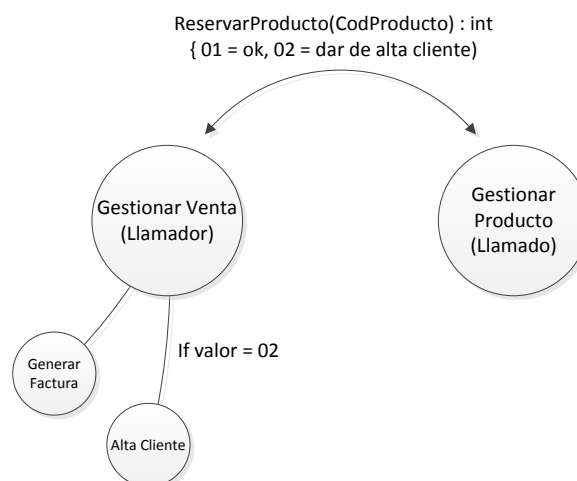 ReservarProducto(CodProducto) : int
{ 01 = ok, 02 = dar de alta cliente)
Gestionar Venta
(Llamador)
Gestionar
Producto
(Llamado)
If valor = 02
Generar
Factura
Alta Cliente